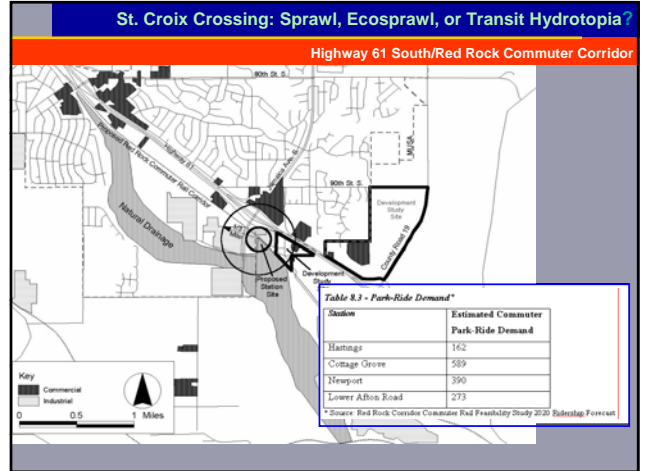 St. Croix Crossing: Sprawl, Ecosprawl, or Transit Hydrotopia?
Highway 61 South/Red Rock Commuter Corridor
80th St. S.
Highway 61
Proposed Red Rock Commuter Rail Corridor
Jamaica Ave. S.
MUSA
90th St. S.
Development
Study
Site
County Road 19
Natural Drainage
Proposed
Station
Site
Development
Study
Table 8.3 - Park-Ride Demand*
Station Estimated Commuter
Park-Ride Demand
Hastings 162
Cottage Grove 589
Newport 390
Lower Afton Road 273
* Source: Red Rock Corridor Commuter Rail Feasibility Study 2020 Ridership Forecast
Key
Commercial
Industrial
0 0.5 1 Miles